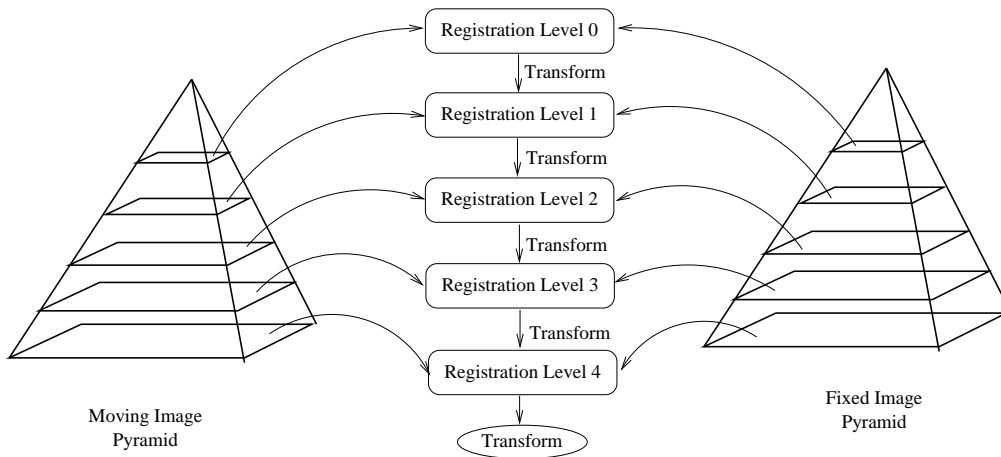 Registration Level 0
Transform
Registration Level 1
Transform
Registration Level 2
Transform
Registration Level 3
Transform
Registration Level 4
Transform
Moving Image
Pyramid
Fixed Image
Pyramid